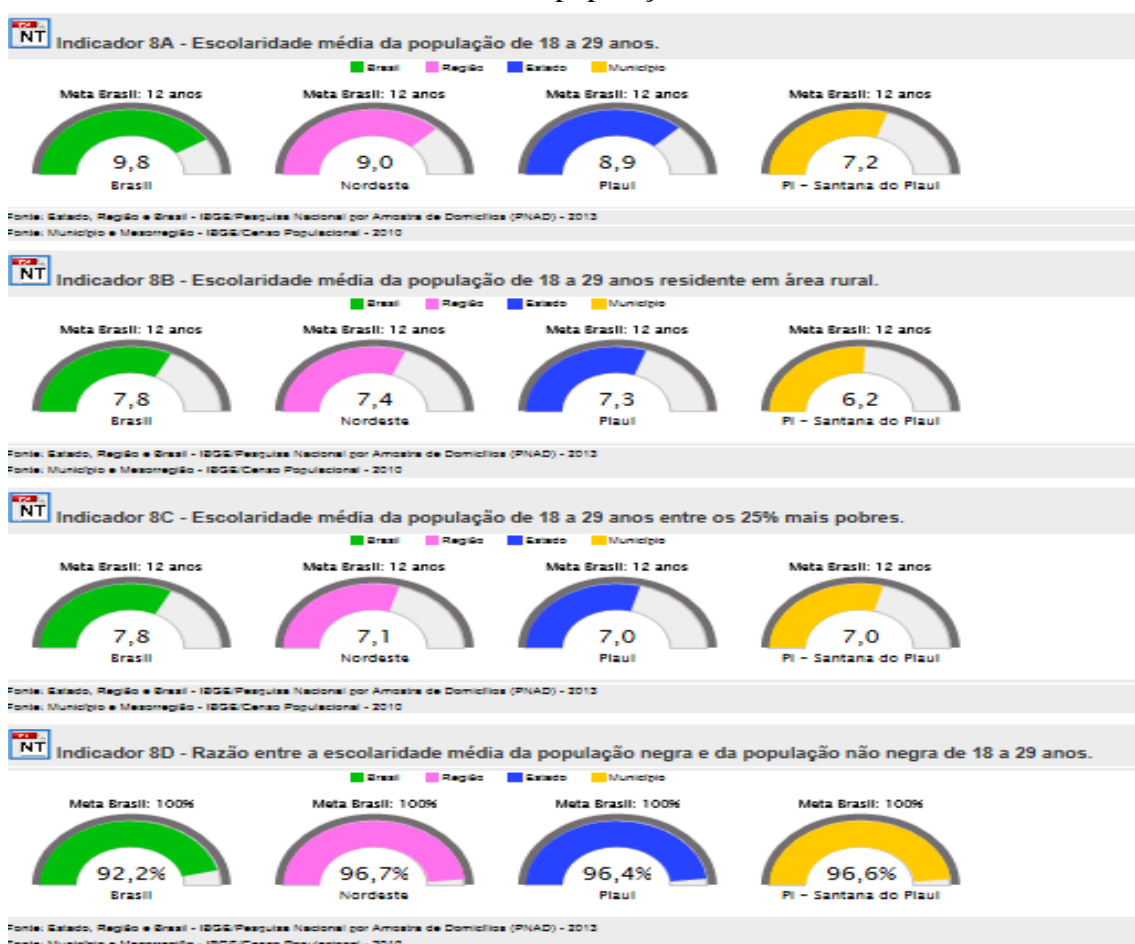 população
NT Indicador 8A - Escolaridade média da população de 18 a 29 anos.
Brasil Região Estado Município
Meta Brasil: 12 anos Meta Brasil: 12 anos Meta Brasil: 12 anos Meta Brasil: 12 anos
9,8 9,0 8,9 7,2
Brasil Nordeste Piauí PI - Santana do Piauí
Fonte: Estado, Região e Brasil - IBGE/Pesquisa Nacional por Amostra de Domicílios (PNAD) - 2013
Fonte: Município e Mesorregião - IBGE/Censo Populacional - 2010
NT Indicador 8B - Escolaridade média da população de 18 a 29 anos residente em área rural.
Brasil Região Estado Município
Meta Brasil: 12 anos Meta Brasil: 12 anos Meta Brasil: 12 anos Meta Brasil: 12 anos
7,8 7,4 7,3 6,2
Brasil Nordeste Piauí PI - Santana do Piauí
Fonte: Estado, Região e Brasil - IBGE/Pesquisa Nacional por Amostra de Domicílios (PNAD) - 2013
Fonte: Município e Mesorregião - IBGE/Censo Populacional - 2010
NT Indicador 8C - Escolaridade média da população de 18 a 29 anos entre os 25% mais pobres.
Brasil Região Estado Município
Meta Brasil: 12 anos Meta Brasil: 12 anos Meta Brasil: 12 anos Meta Brasil: 12 anos
7,8 7,1 7,0 7,0
Brasil Nordeste Piauí PI - Santana do Piauí
Fonte: Estado, Região e Brasil - IBGE/Pesquisa Nacional por Amostra de Domicílios (PNAD) - 2013
Fonte: Município e Mesorregião - IBGE/Censo Populacional - 2010
NT Indicador 8D - Razão entre a escolaridade média da população negra e da população não negra de 18 a 29 anos.
Brasil Região Estado Município
Meta Brasil: 100% Meta Brasil: 100% Meta Brasil: 100% Meta Brasil: 100%
92,2% 96,7% 96,4% 96,6%
Brasil Nordeste Piauí PI - Santana do Piauí
Fonte: Estado, Região e Brasil - IBGE/Pesquisa Nacional por Amostra de Domicílios (PNAD) - 2013
Fonte: Município e Mesorregião - IBGE/Censo Populacional - 2010